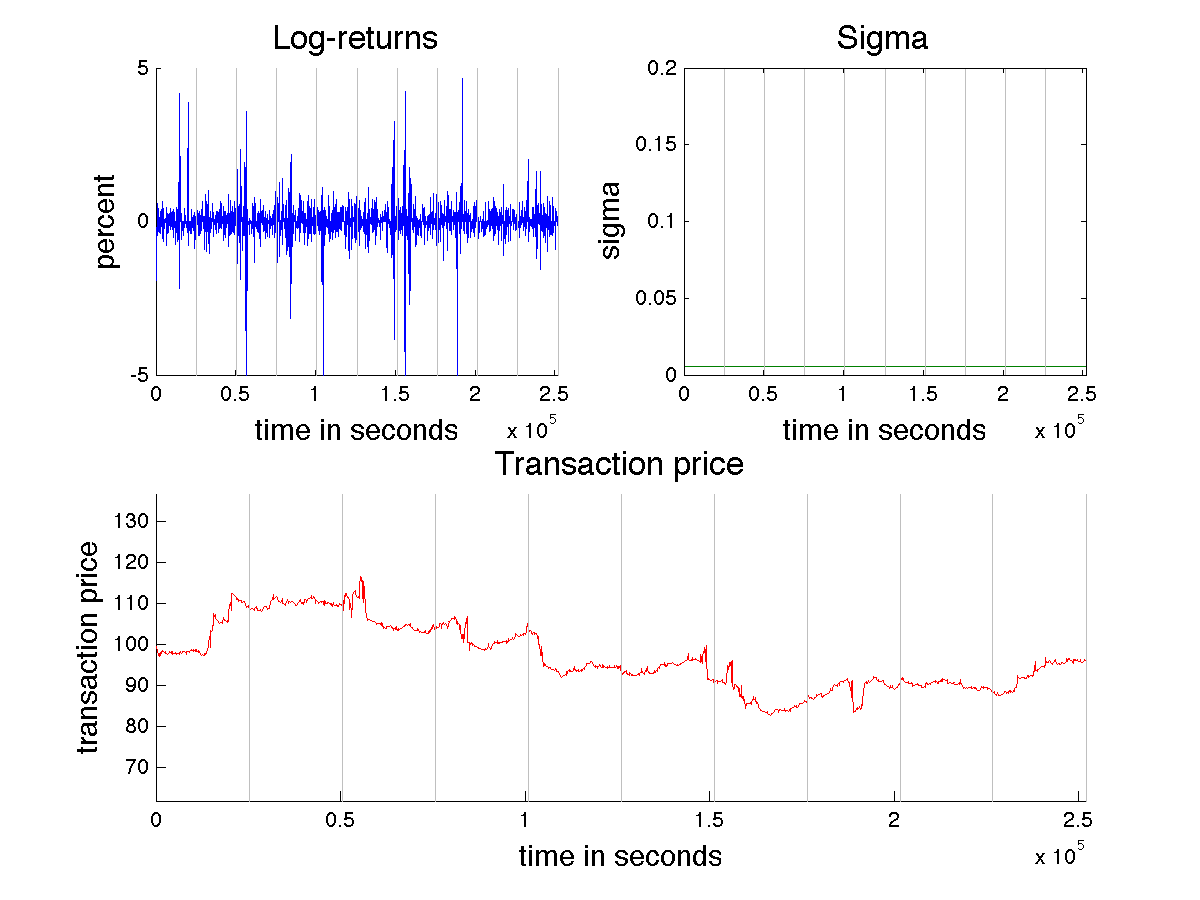 Log-returns
5
0
-5
percent
0 0.5 1 1.5 2 2.5
x 10^5
time in seconds
Sigma
0.2
0.15
0.1
0.05
0
sigma
0 0.5 1 1.5 2 2.5
x 10^5
time in seconds
Transaction price
130
120
110
100
90
80
70
transaction price
0 0.5 1 1.5 2 2.5
x 10^5
time in seconds